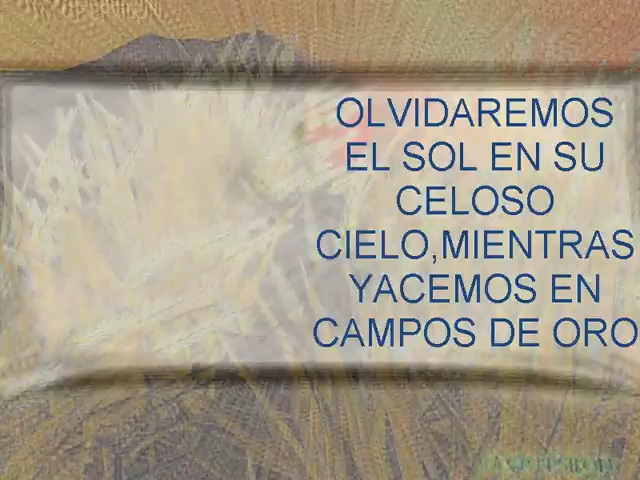 OLVIDAREMOS
EL SOL EN SU
CELOSO
CIELO,MIENTRAS
YACEMOS EN
CAMPOS DE ORO